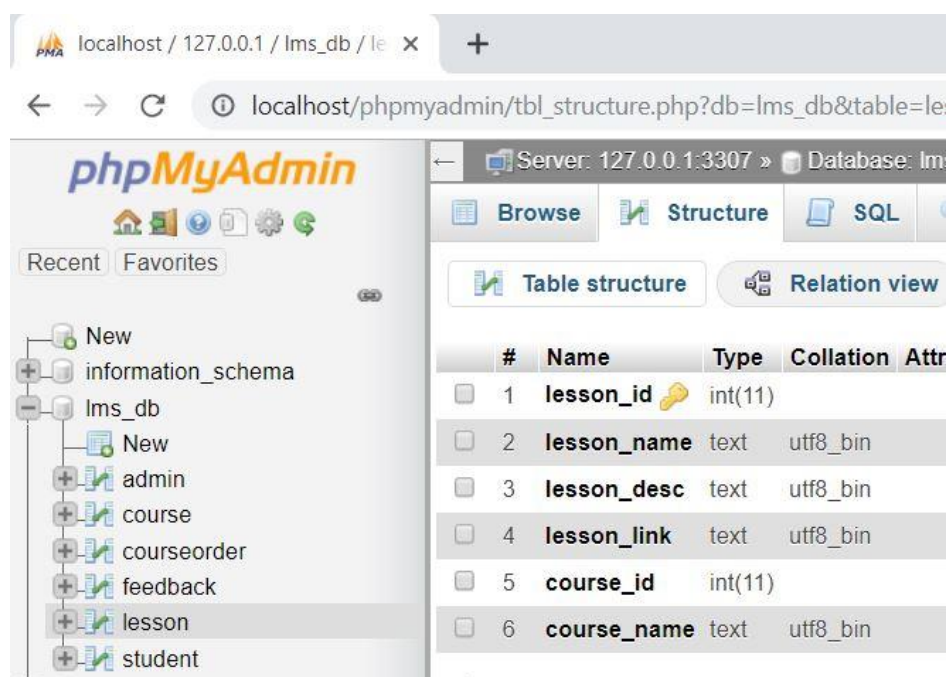 localhost / 127.0.0.1 / lms_db / le
localhost/phpmyadmin/tbl_structure.php?db=lms_db&table=le
phpMyAdmin
Recent Favorites
New
information_schema
lms_db
New
admin
course
courseorder
feedback
lesson
student
Server: 127.0.0.1:3307 » Database: lm
Browse Structure SQL
Table structure Relation view
# Name Type Collation Attr
1 lesson_id int(11)
2 lesson_name text utf8_bin
3 lesson_desc text utf8_bin
4 lesson_link text utf8_bin
5 course_id int(11)
6 course_name text utf8_bin